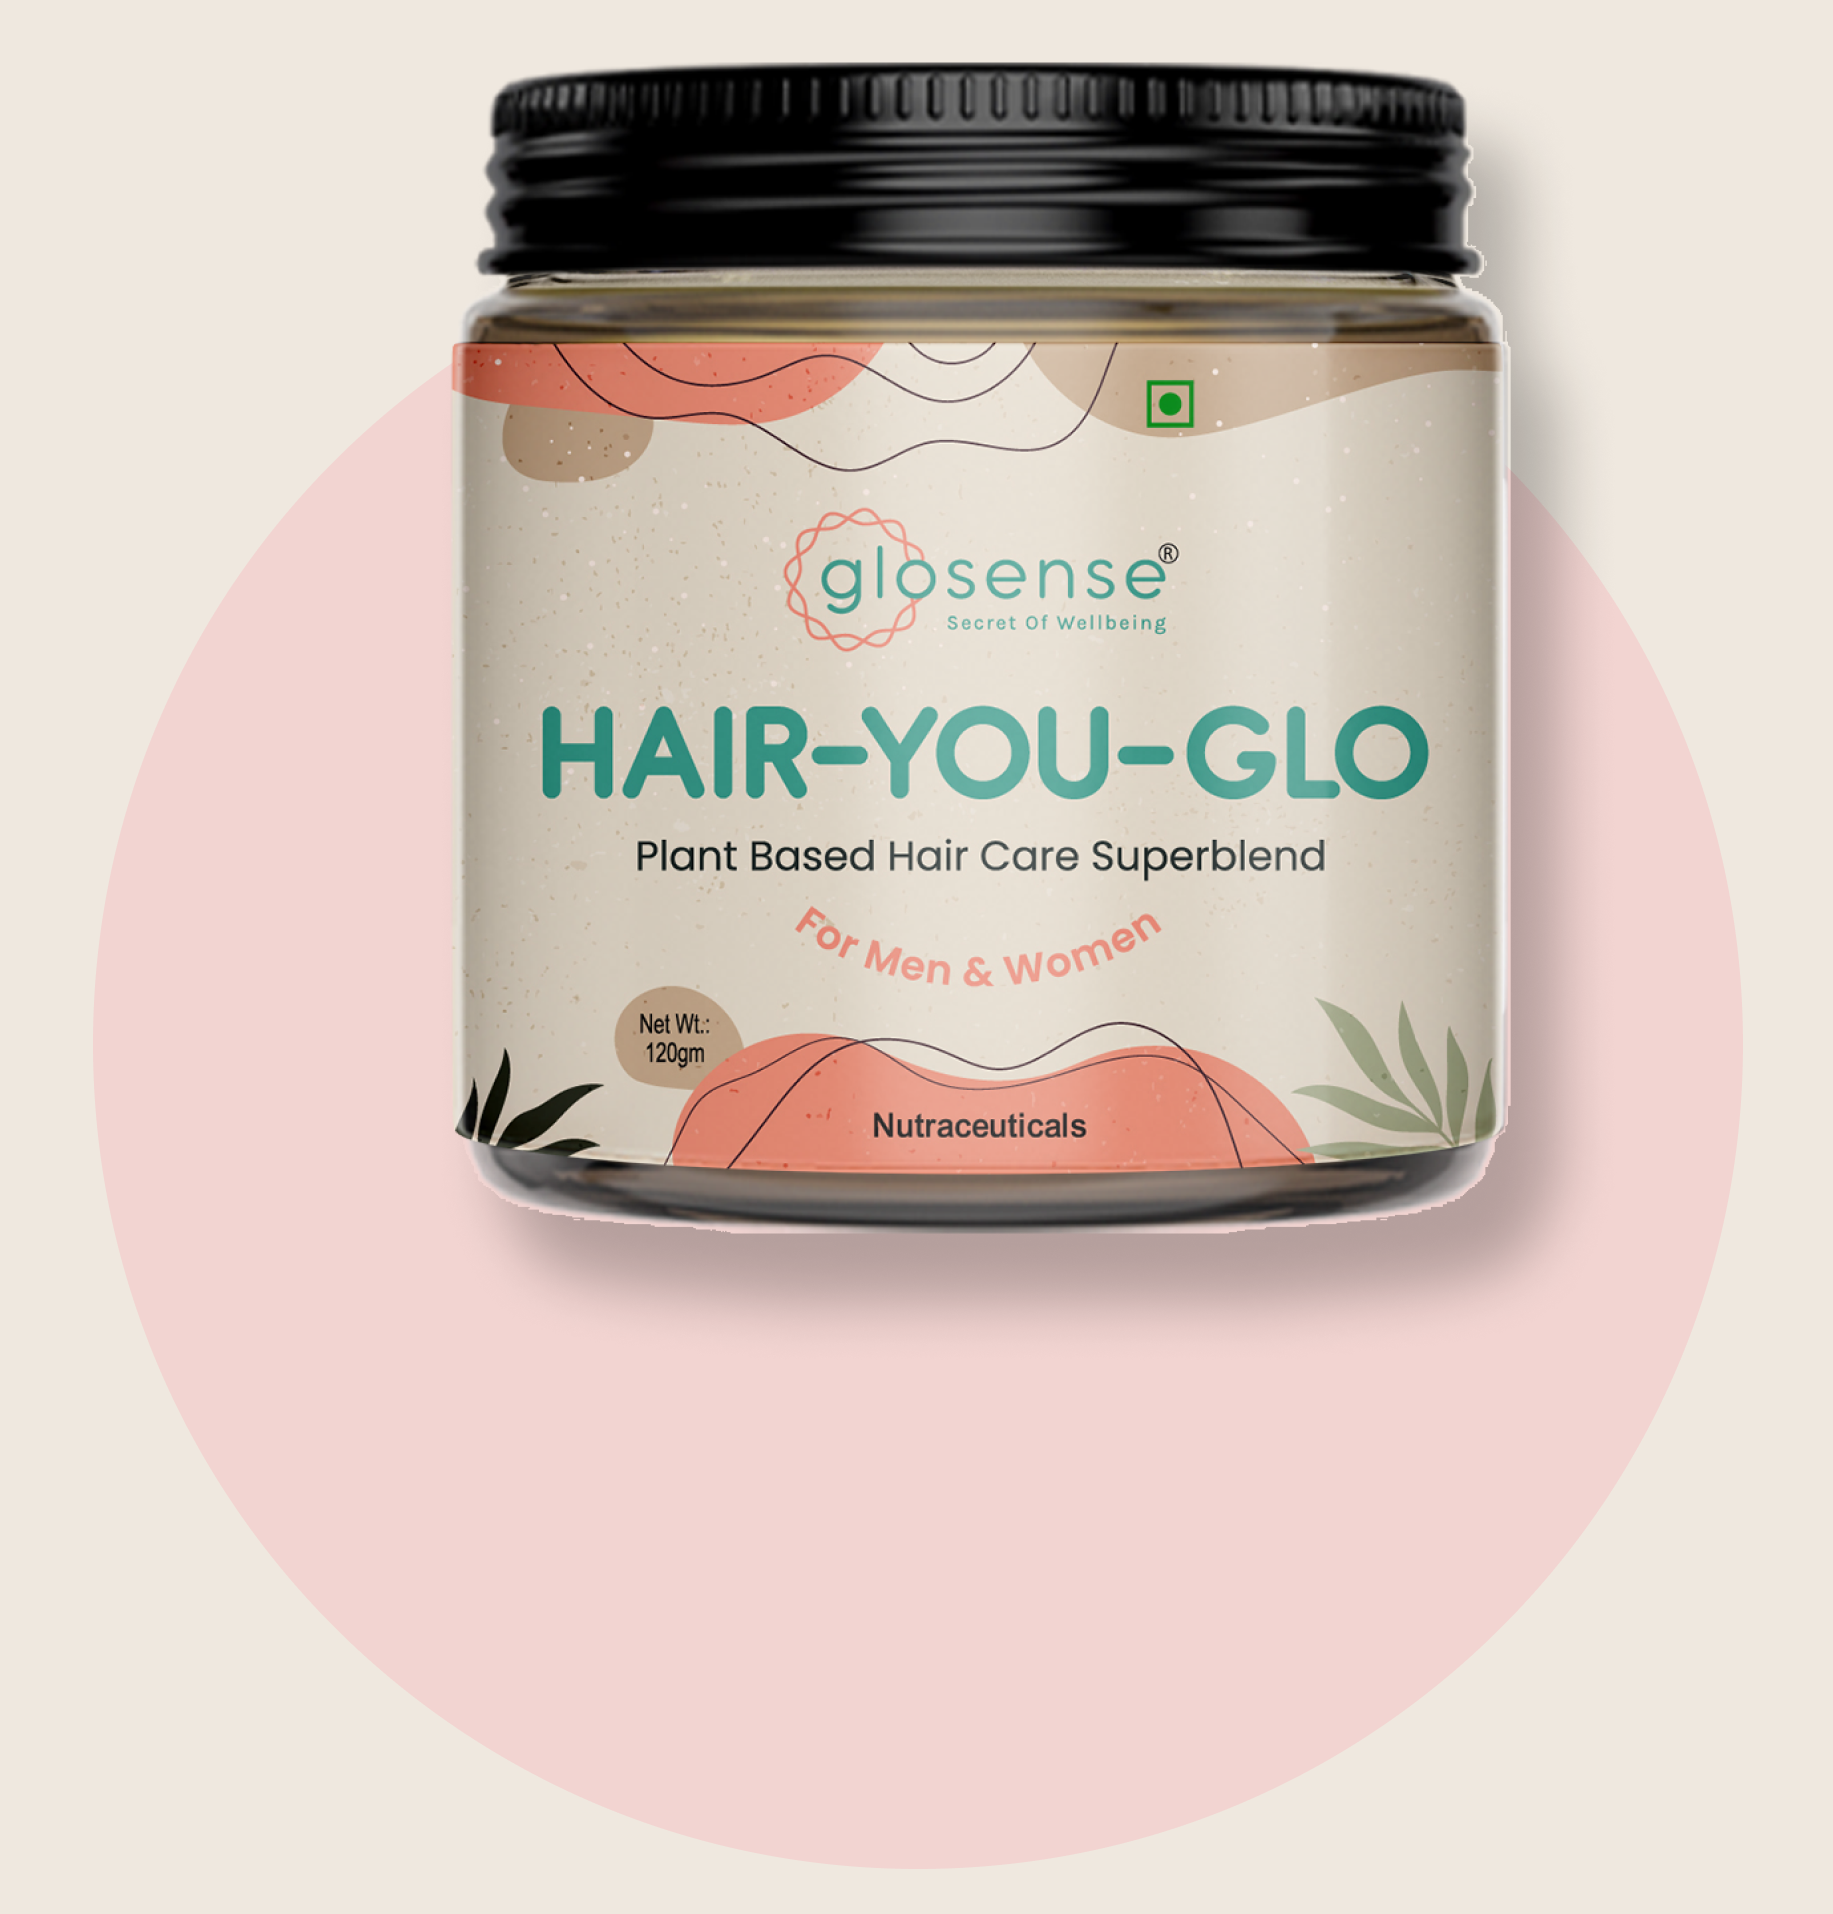 glosense®
Secret Of Wellbeing
HAIR-YOU-GLO
Plant Based Hair Care Superblend
For Men & Women
Net Wt.:
120gm
Nutraceuticals